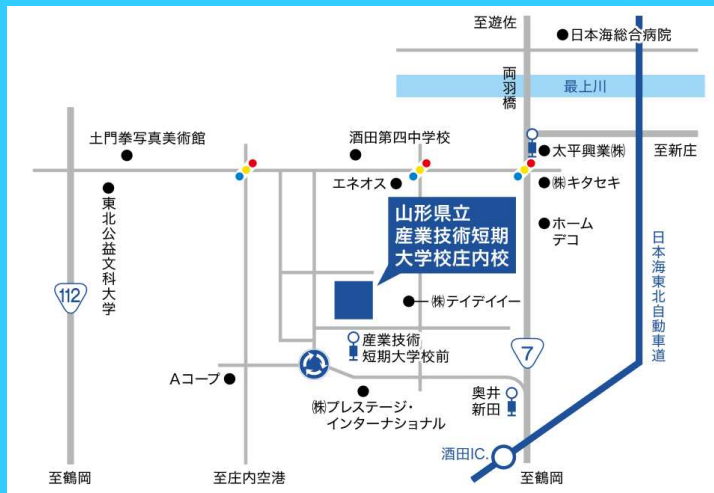 至遊佐
日本海総合病院
両羽橋
最上川
土門拳写真美術館
酒田第四中学校
太平興業㈱
至新庄
エネオス
㈱キタセキ
東北公益文科大学
山形県立
産業技術短期
大学校庄内校
ホーム
デコ
日本海東北自動車道
112
㈱テイデイイー
産業技術
短期大学校前
7
Aコープ
㈱プレステージ・
インターナショナル
奥井
新田
酒田IC.
至鶴岡
至庄内空港
至鶴岡